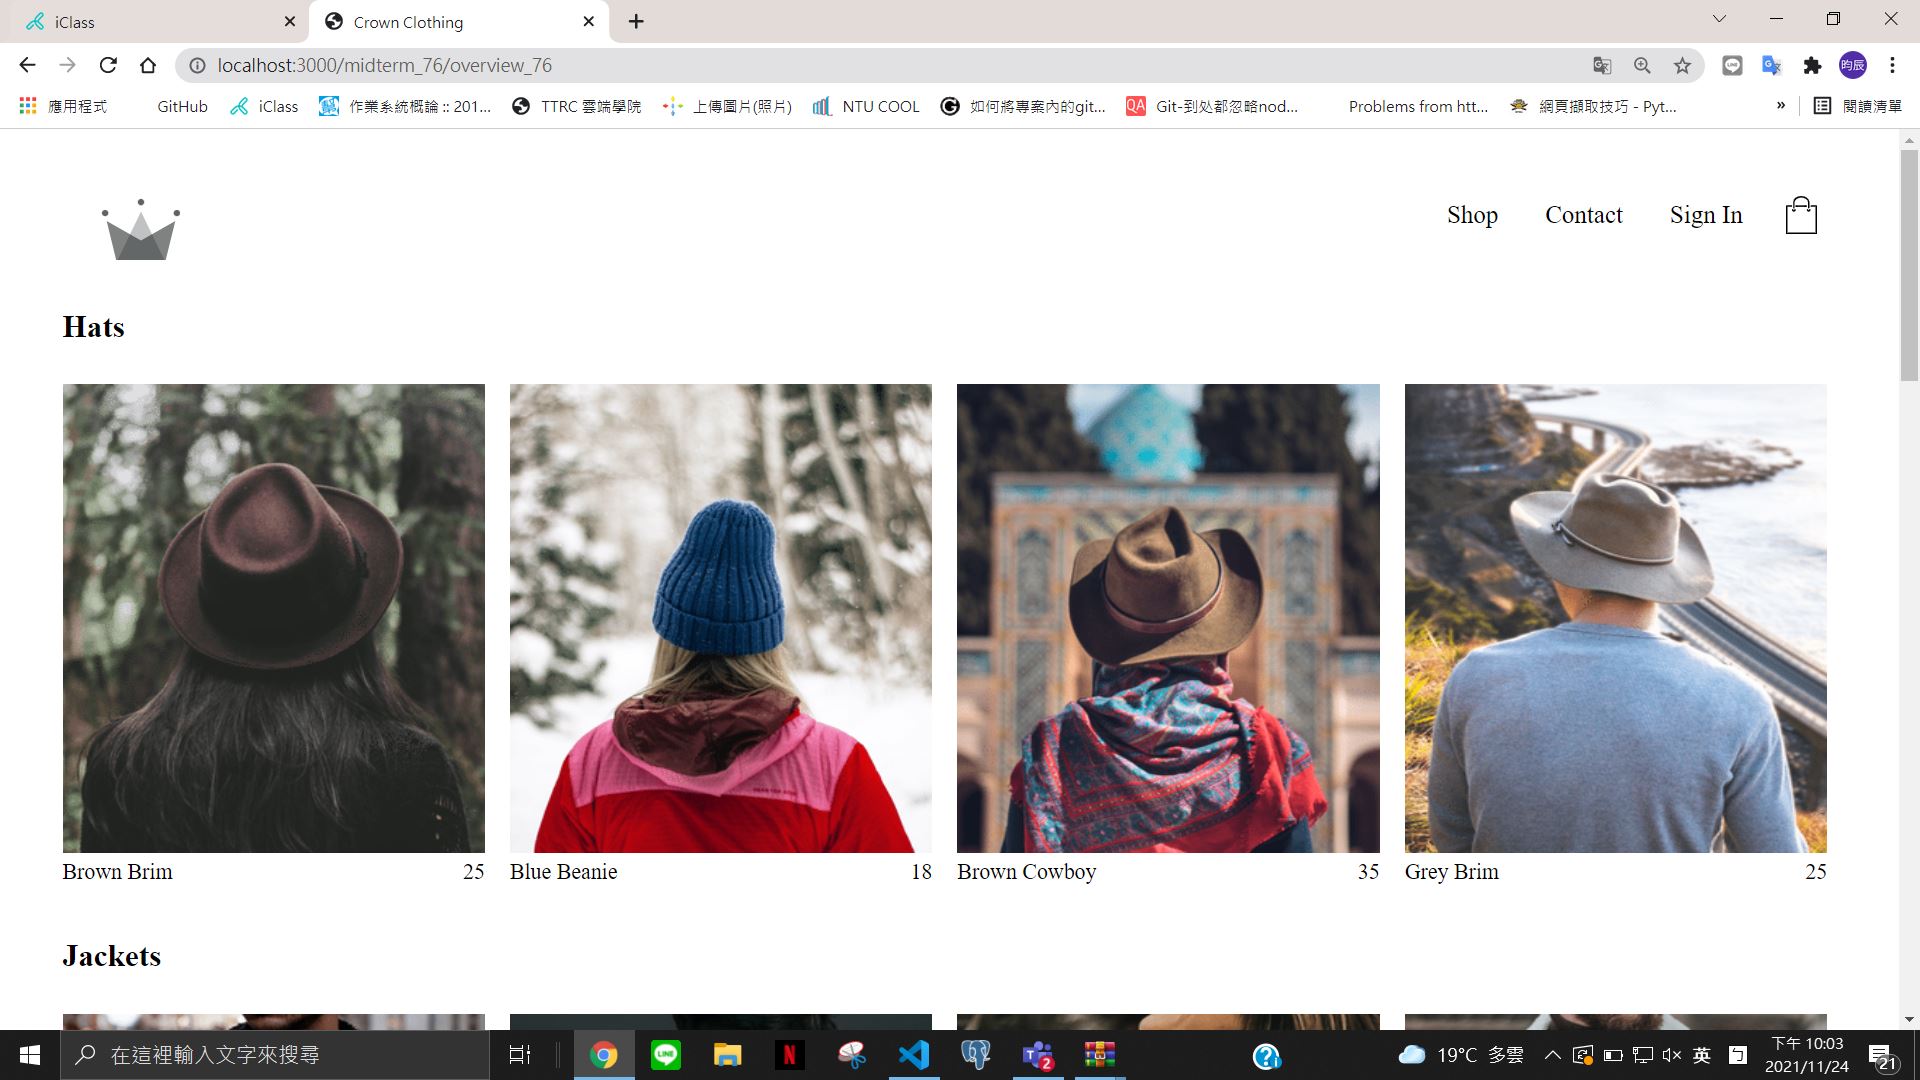 iClass
Crown Clothing
localhost:3000/midterm_76/overview_76
昀辰
應用程式 GitHub iClass 作業系統概論 :: 201... TTRC 雲端學院 上傳圖片(照片) NTU COOL 如何將專案內的git... QA Git-到处都忽略nod... Problems from htt... 網頁擷取技巧 - Pyt... » 閱讀清單
Shop Contact Sign In
Hats
Brown Brim 25 Blue Beanie 18 Brown Cowboy 35 Grey Brim 25
Jackets
在這裡輸入文字來搜尋
LINE
N
2
19°C 多雲
英
下午 10:03
2021/11/24
21